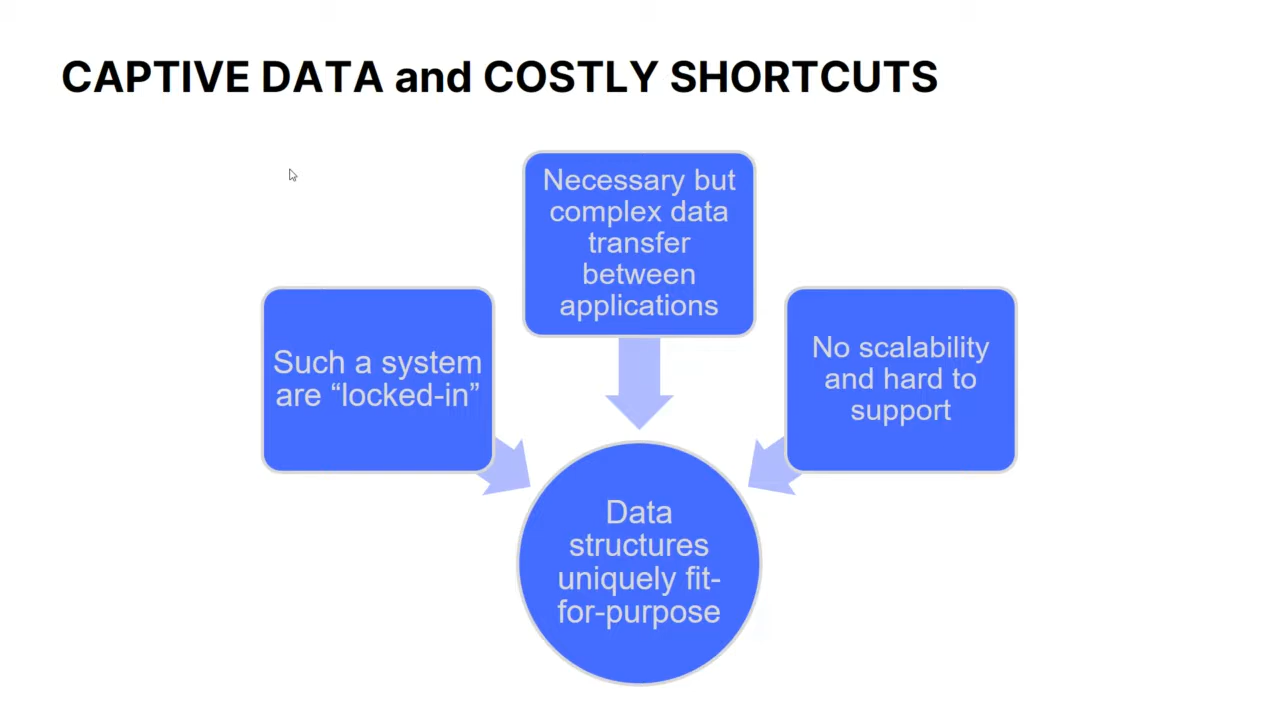 CAPTIVE DATA and COSTLY SHORTCUTS
Necessary but
complex data
transfer
between
applications
Such a system
are “locked-in”
No scalability
and hard to
support
Data
structures
uniquely fit-
for-purpose